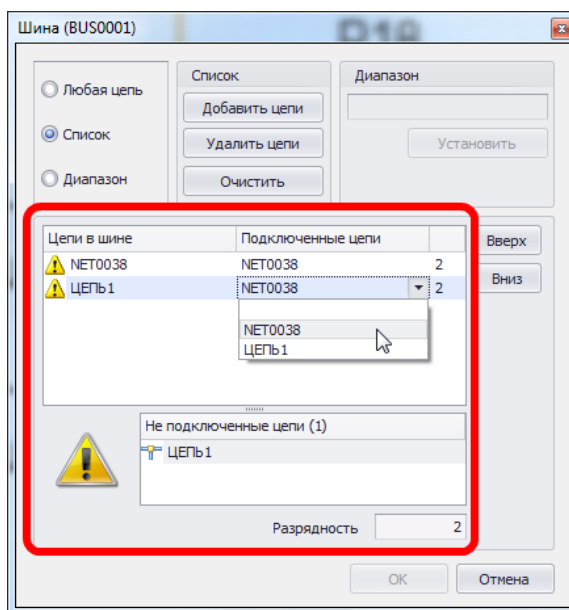 Шина (BUS0001)
Любая цепь
Список
Диапазон
Список
Добавить цепи
Удалить цепи
Очистить
Диапазон
Установить
Цепи в шине Подключенные цепи
NET0038 NET0038 2
ЦЕПЬ1 NET0038 2
NET0038
ЦЕПЬ1
Вверх
Вниз
Не подключенные цепи (1)
ЦЕПЬ1
Разрядность 2
OK Отмена